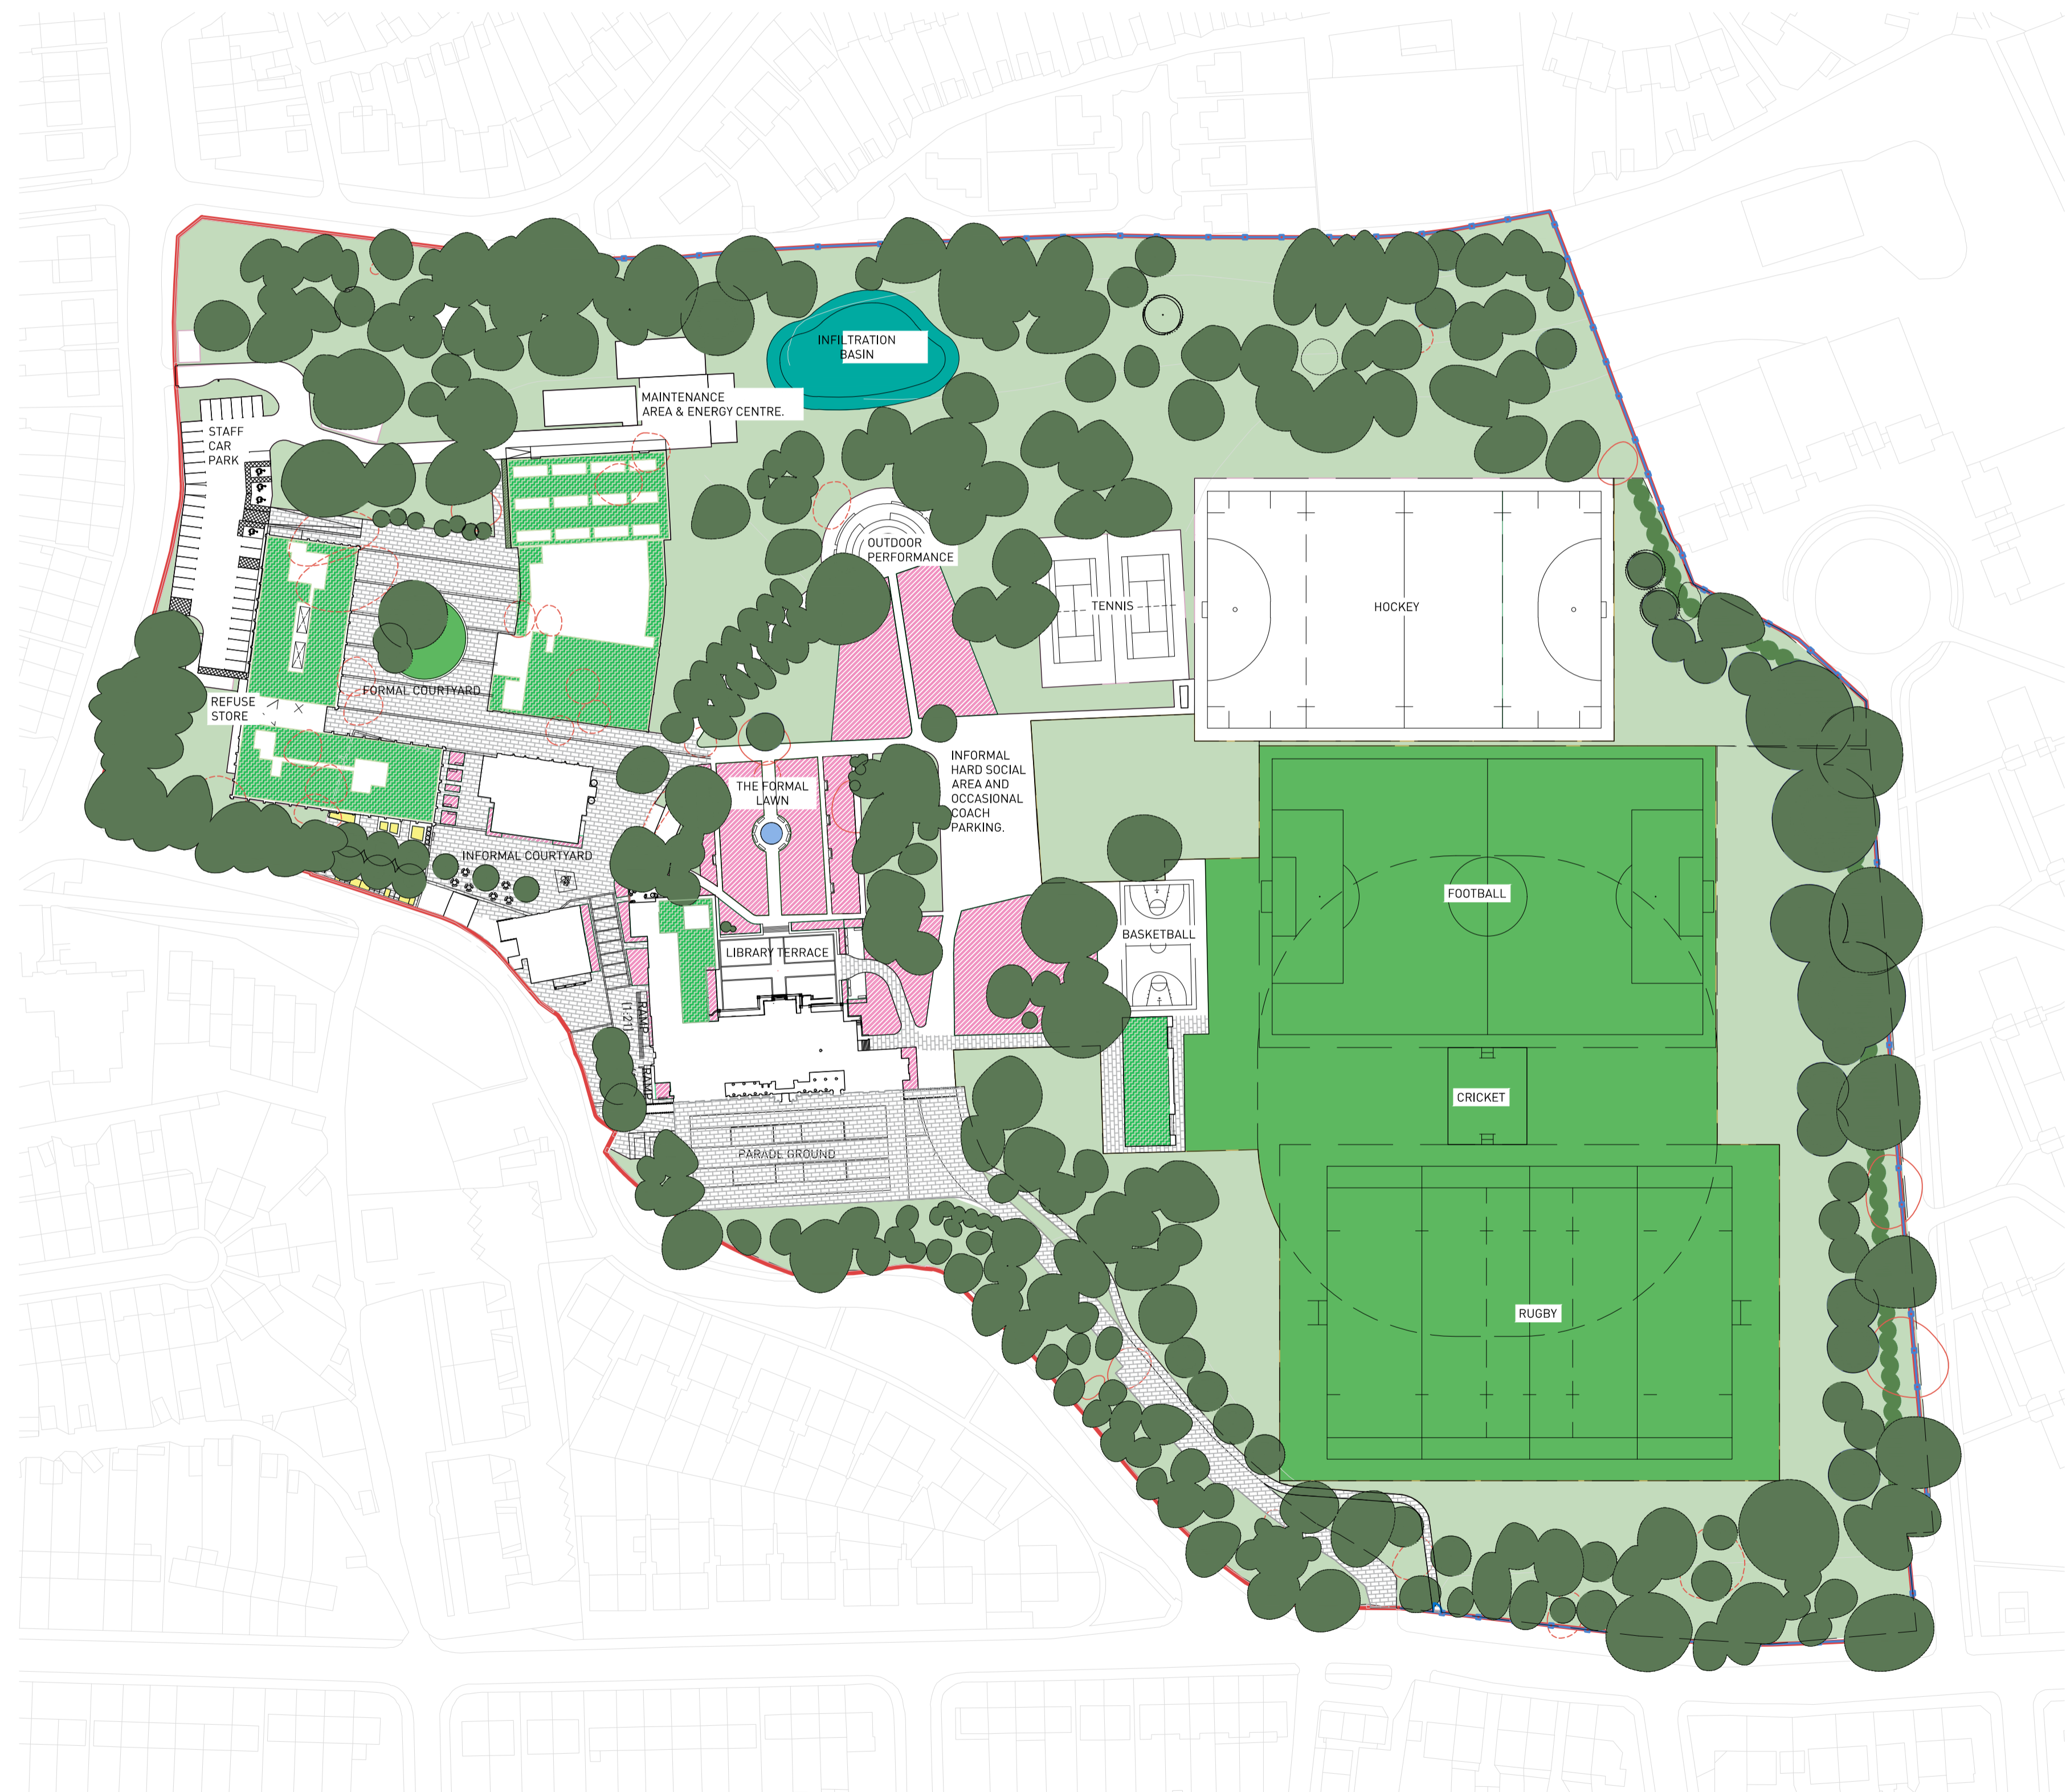 INFILTRATION
BASIN
MAINTENANCE
AREA & ENERGY CENTRE.
STAFF
CAR
PARK
OUTDOOR
PERFORMANCE
TENNIS
HOCKEY
FORMAL COURTYARD
REFUSE
STORE
INFORMAL
HARD SOCIAL
AREA AND
OCCASIONAL
COACH
PARKING.
THE FORMAL
LAWN
INFORMAL COURTYARD
FOOTBALL
BASKETBALL
LIBRARY TERRACE
RAMP
(1:21)
RAMP
CRICKET
PARADE GROUND
RUGBY